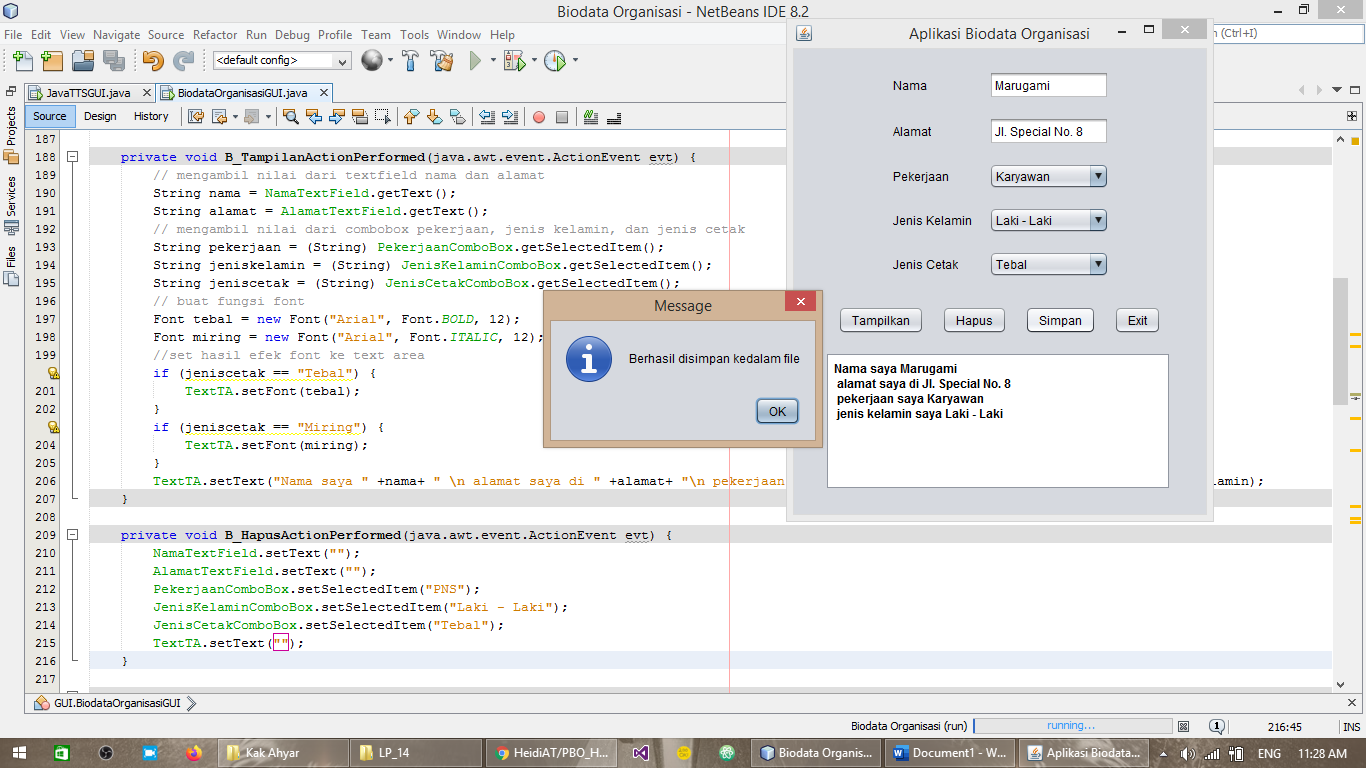 Biodata Organisasi - NetBeans IDE 8.2
File Edit View Navigate Source Refactor Run Debug Profile Team Tools Window Help
(Ctrl+I)
<default config>
JavaTTSGUI.java
BiodataOrganisasiGUI.java
Source Design History
Projects
Services
Files
187
188 private void B_TampilanActionPerformed(java.awt.event.ActionEvent evt) {
189 // mengambil nilai dari textfield nama dan alamat
190 String nama = NamaTextField.getText();
191 String alamat = AlamatTextField.getText();
192 // mengambil nilai dari combobox pekerjaan, jenis kelamin, dan jenis cetak
193 String pekerjaan = (String) PekerjaanComboBox.getSelectedItem();
194 String jeniskelamin = (String) JenisKelaminComboBox.getSelectedItem();
195 String jeniscetak = (String) JenisCetakComboBox.getSelectedItem();
196 // buat fungsi font
197 Font tebal = new Font("Arial", Font.BOLD, 12);
198 Font miring = new Font("Arial", Font.ITALIC, 12);
199 //set hasil efek font ke text area
if (jeniscetak == "Tebal") {
201 TextTA.setFont(tebal);
202 }
if (jeniscetak == "Miring") {
204 TextTA.setFont(miring);
205 }
206 TextTA.setText("Nama saya " +nama+ " \n alamat saya di " +alamat+ "\n pekerjaan
lamin);
207 }
208
209 private void B_HapusActionPerformed(java.awt.event.ActionEvent evt) {
210 NamaTextField.setText("");
211 AlamatTextField.setText("");
212 PekerjaanComboBox.setSelectedItem("PNS");
213 JenisKelaminComboBox.setSelectedItem("Laki - Laki");
214 JenisCetakComboBox.setSelectedItem("Tebal");
215 TextTA.setText("");
216 }
217
Message
Berhasil disimpan kedalam file
OK
Aplikasi Biodata Organisasi
Nama Marugami
Alamat Jl. Special No. 8
Pekerjaan Karyawan
Jenis Kelamin Laki - Laki
Jenis Cetak Tebal
Tampilkan Hapus Simpan Exit
Nama saya Marugami
alamat saya di Jl. Special No. 8
pekerjaan saya Karyawan
jenis kelamin saya Laki - Laki
GUI.BiodataOrganisasiGUI
Biodata Organisasi (run) running... 1 216:45 INS
Kak Ahyar
LP_14
HeidiAT/PBO_H...
Biodata Organis...
Document1 - W...
Aplikasi Biodata...
ENG 11:28 AM